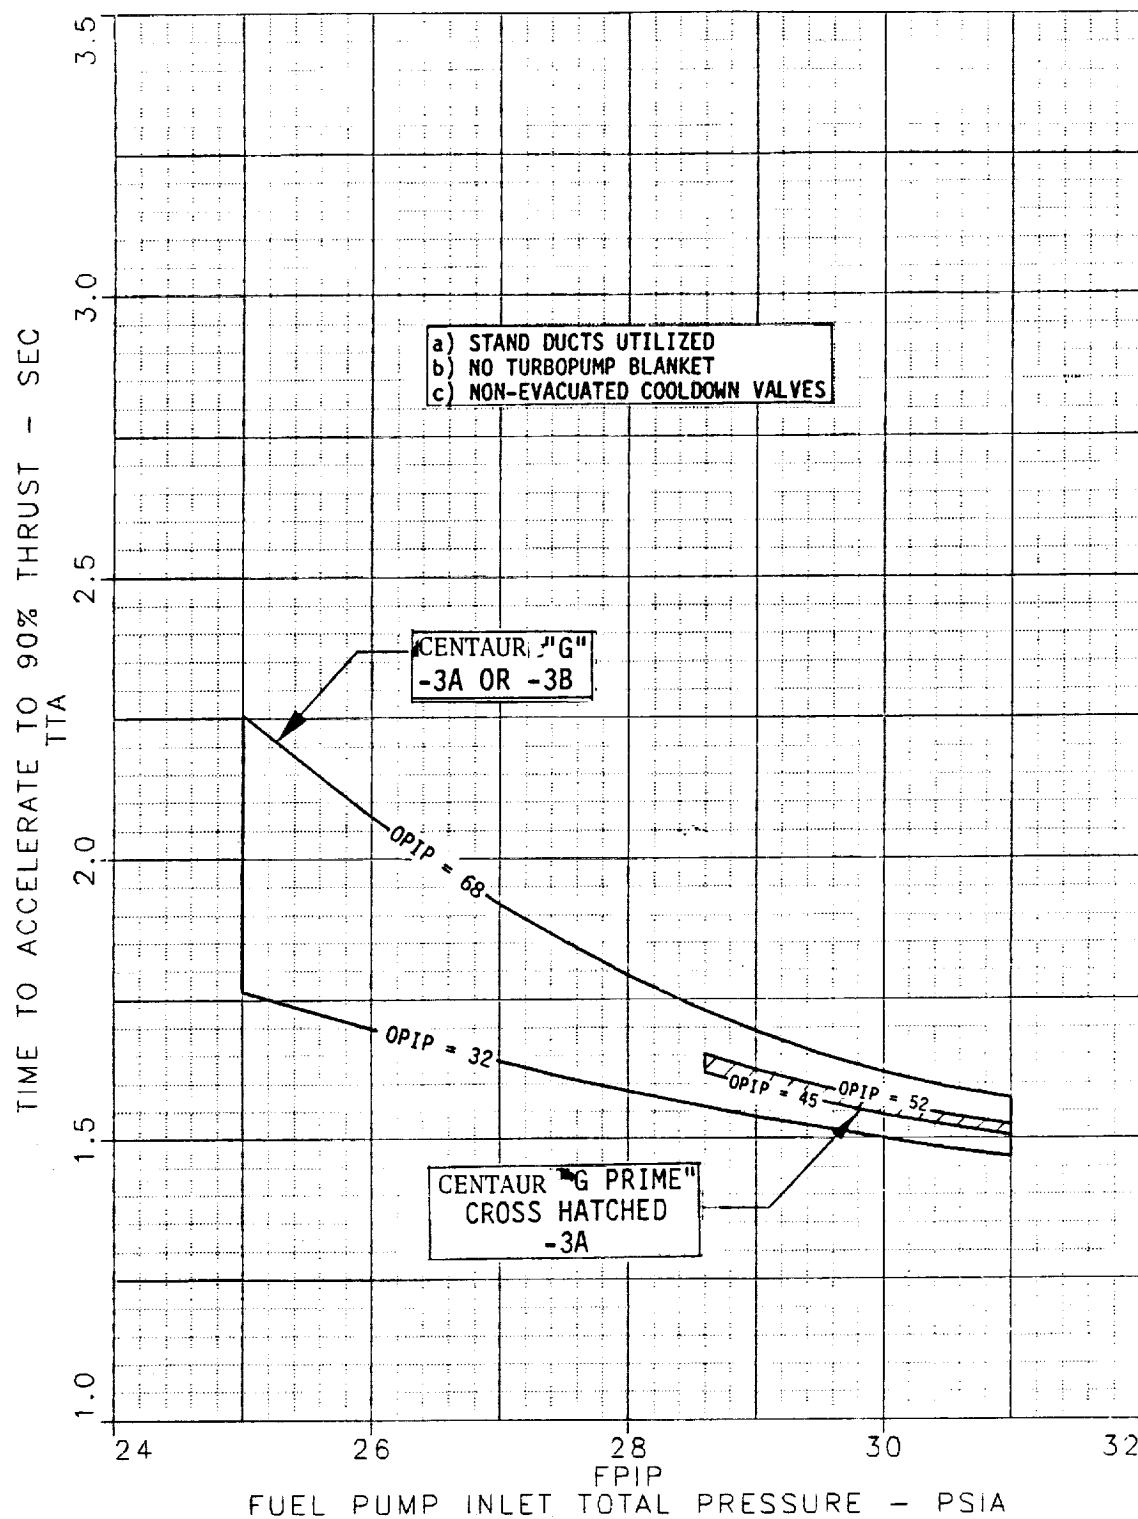 3.5
3.0
2.5
2.0
1.5
1.0
TIME TO ACCELERATE TO 90% THRUST - SEC
TTA
a) STAND DUCTS UTILIZED
b) NO TURBOPUMP BLANKET
c) NON-EVACUATED COOLDOWN VALVES
CENTAUR "G"
-3A OR -3B
OPIP = 68
OPIP = 32
OPIP = 45
OPIP = 52
CENTAUR "G PRIME"
CROSS HATCHED
-3A
24
26
28
30
32
FPIP
FUEL PUMP INLET TOTAL PRESSURE - PSIA